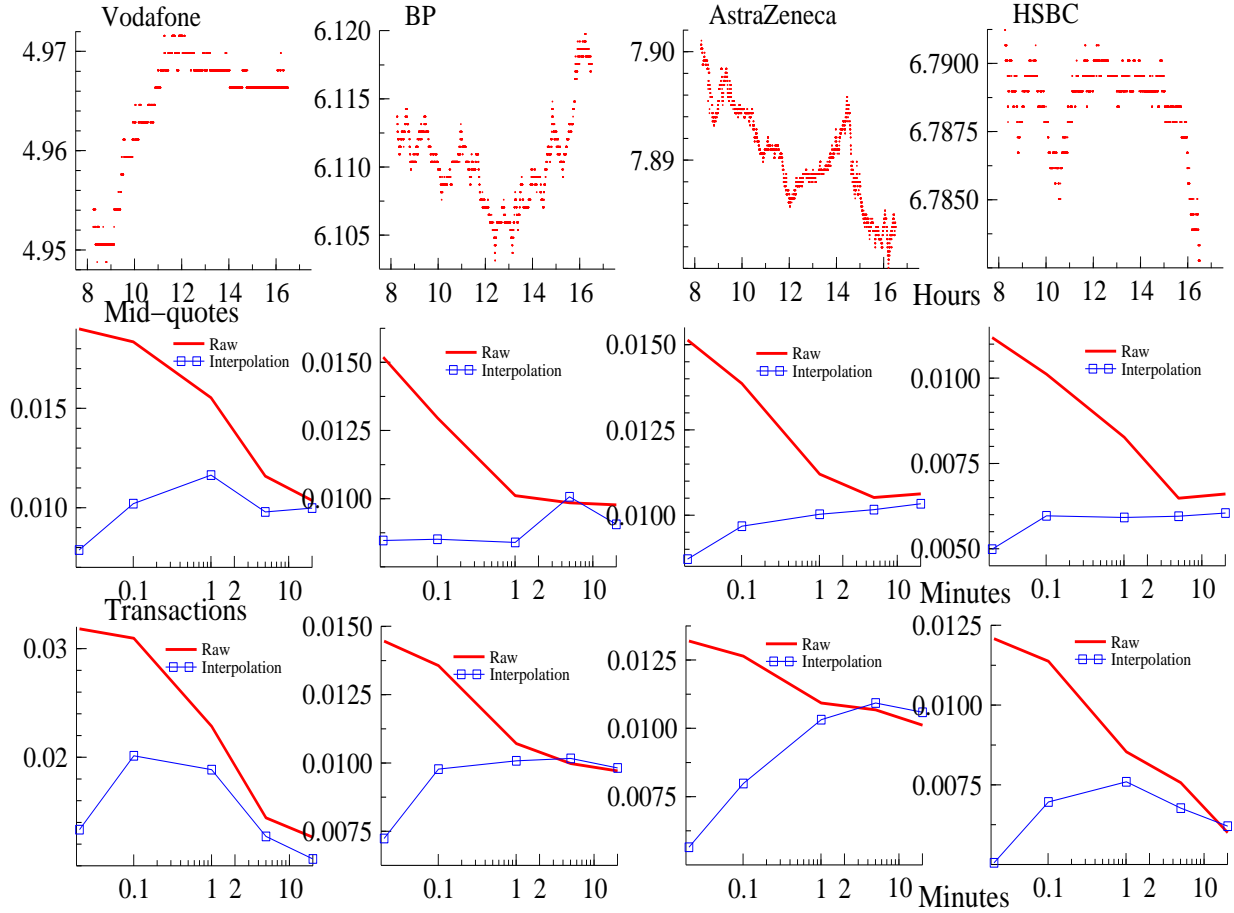 Vodafone BP AstraZeneca HSBC
4.97 4.96 4.95
8 10 12 14 16
6.120 6.115 6.110 6.105
8 10 12 14 16
7.90 7.89
8 10 12 14 16
6.7900 6.7875 6.7850
8 10 12 14 16
Hours
Mid-quotes
Raw
Interpolation
0.015 0.010
0.1 1 2 10
Raw
Interpolation
0.0150 0.0125 0.0100
0.1 1 2 10
Raw
Interpolation
0.0150 0.0125 0.0100
0.1 1 2 10
Raw
Interpolation
0.0100 0.0075 0.0050
0.1 1 2 10
Minutes
Transactions
Raw
Interpolation
0.03 0.02
0.1 1 2 10
Raw
Interpolation
0.0150 0.0125 0.0100 0.0075
0.1 1 2 10
Raw
Interpolation
0.0125 0.0100 0.0075
0.1 1 2 10
Raw
Interpolation
0.0125 0.0100 0.0075
0.1 1 2 10
Minutes